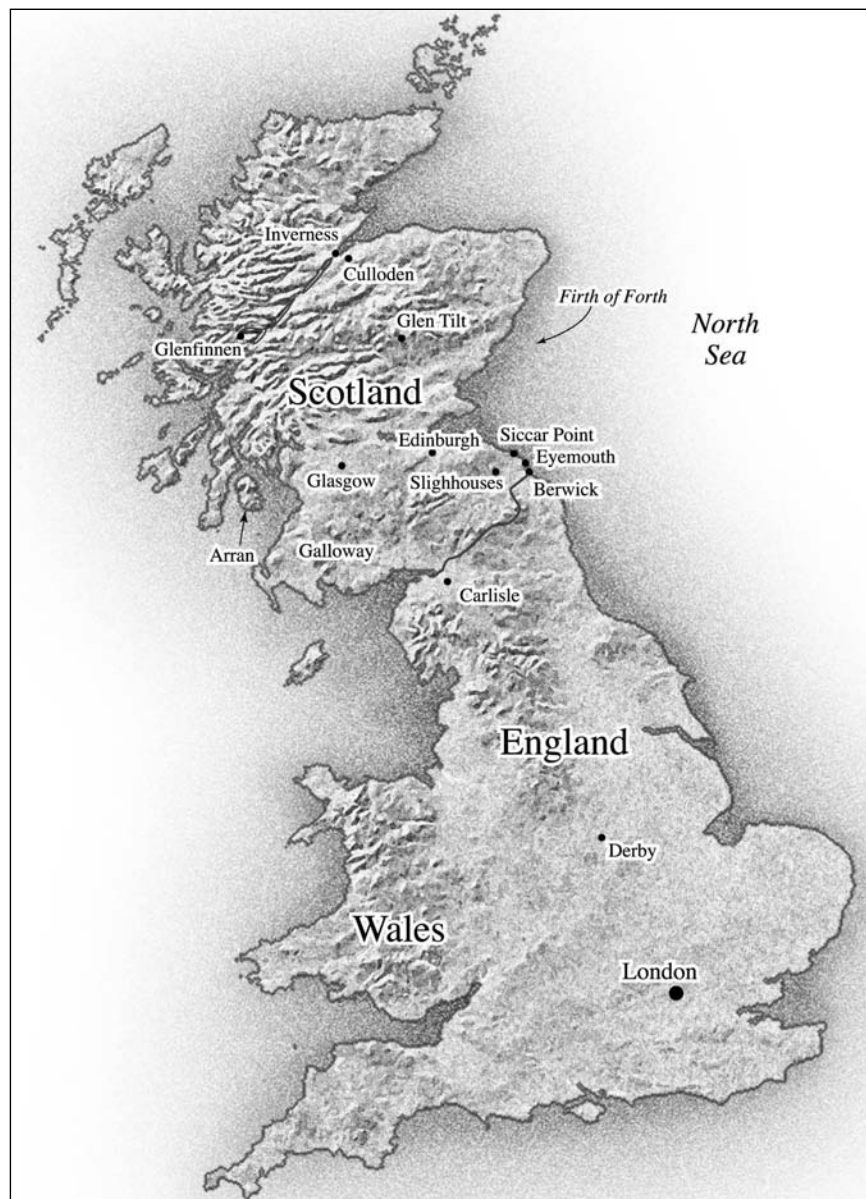 Inverness
Culloden
Firth of Forth
North
Sea
Glen Tilt
Glenfinnen
Scotland
Edinburgh
Siccar Point
Eyemouth
Glasgow
Slighhouses
Berwick
Arran
Galloway
Carlisle
England
Derby
Wales
London